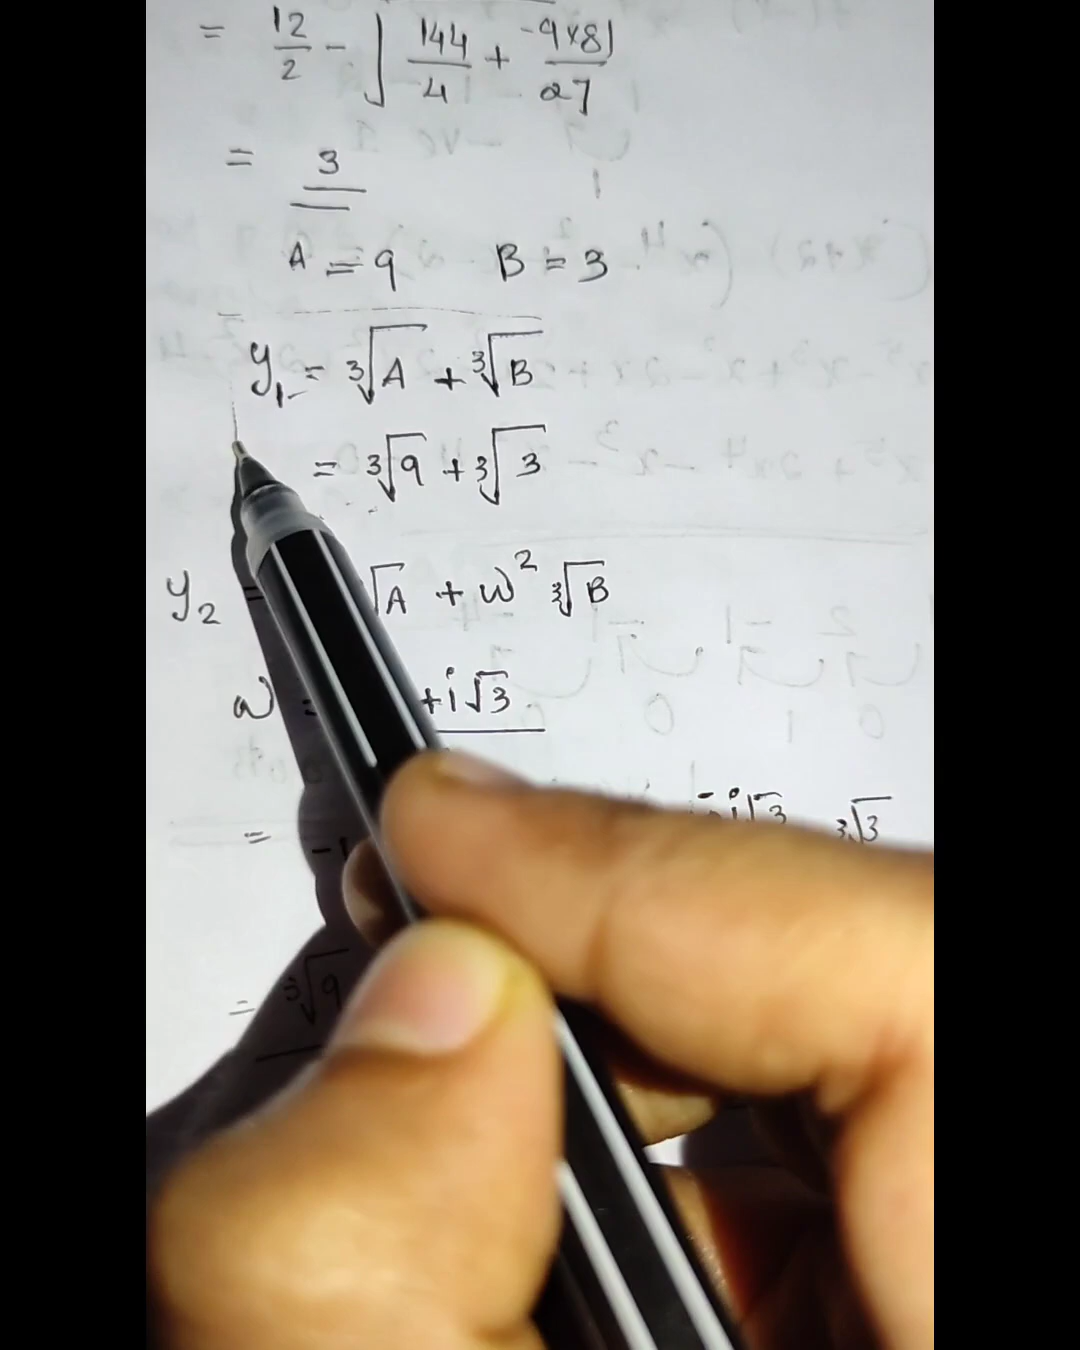 = 12/2 - √(144/4 + -9×81/27)
= 3
A = 9 B = 3
y₁ = ∛A + ∛B
= ∛9 + ∛3
y₂ = √A + ω² ∛B
ω = +i√3
= -1 -i√3 ∛3
= ∛9